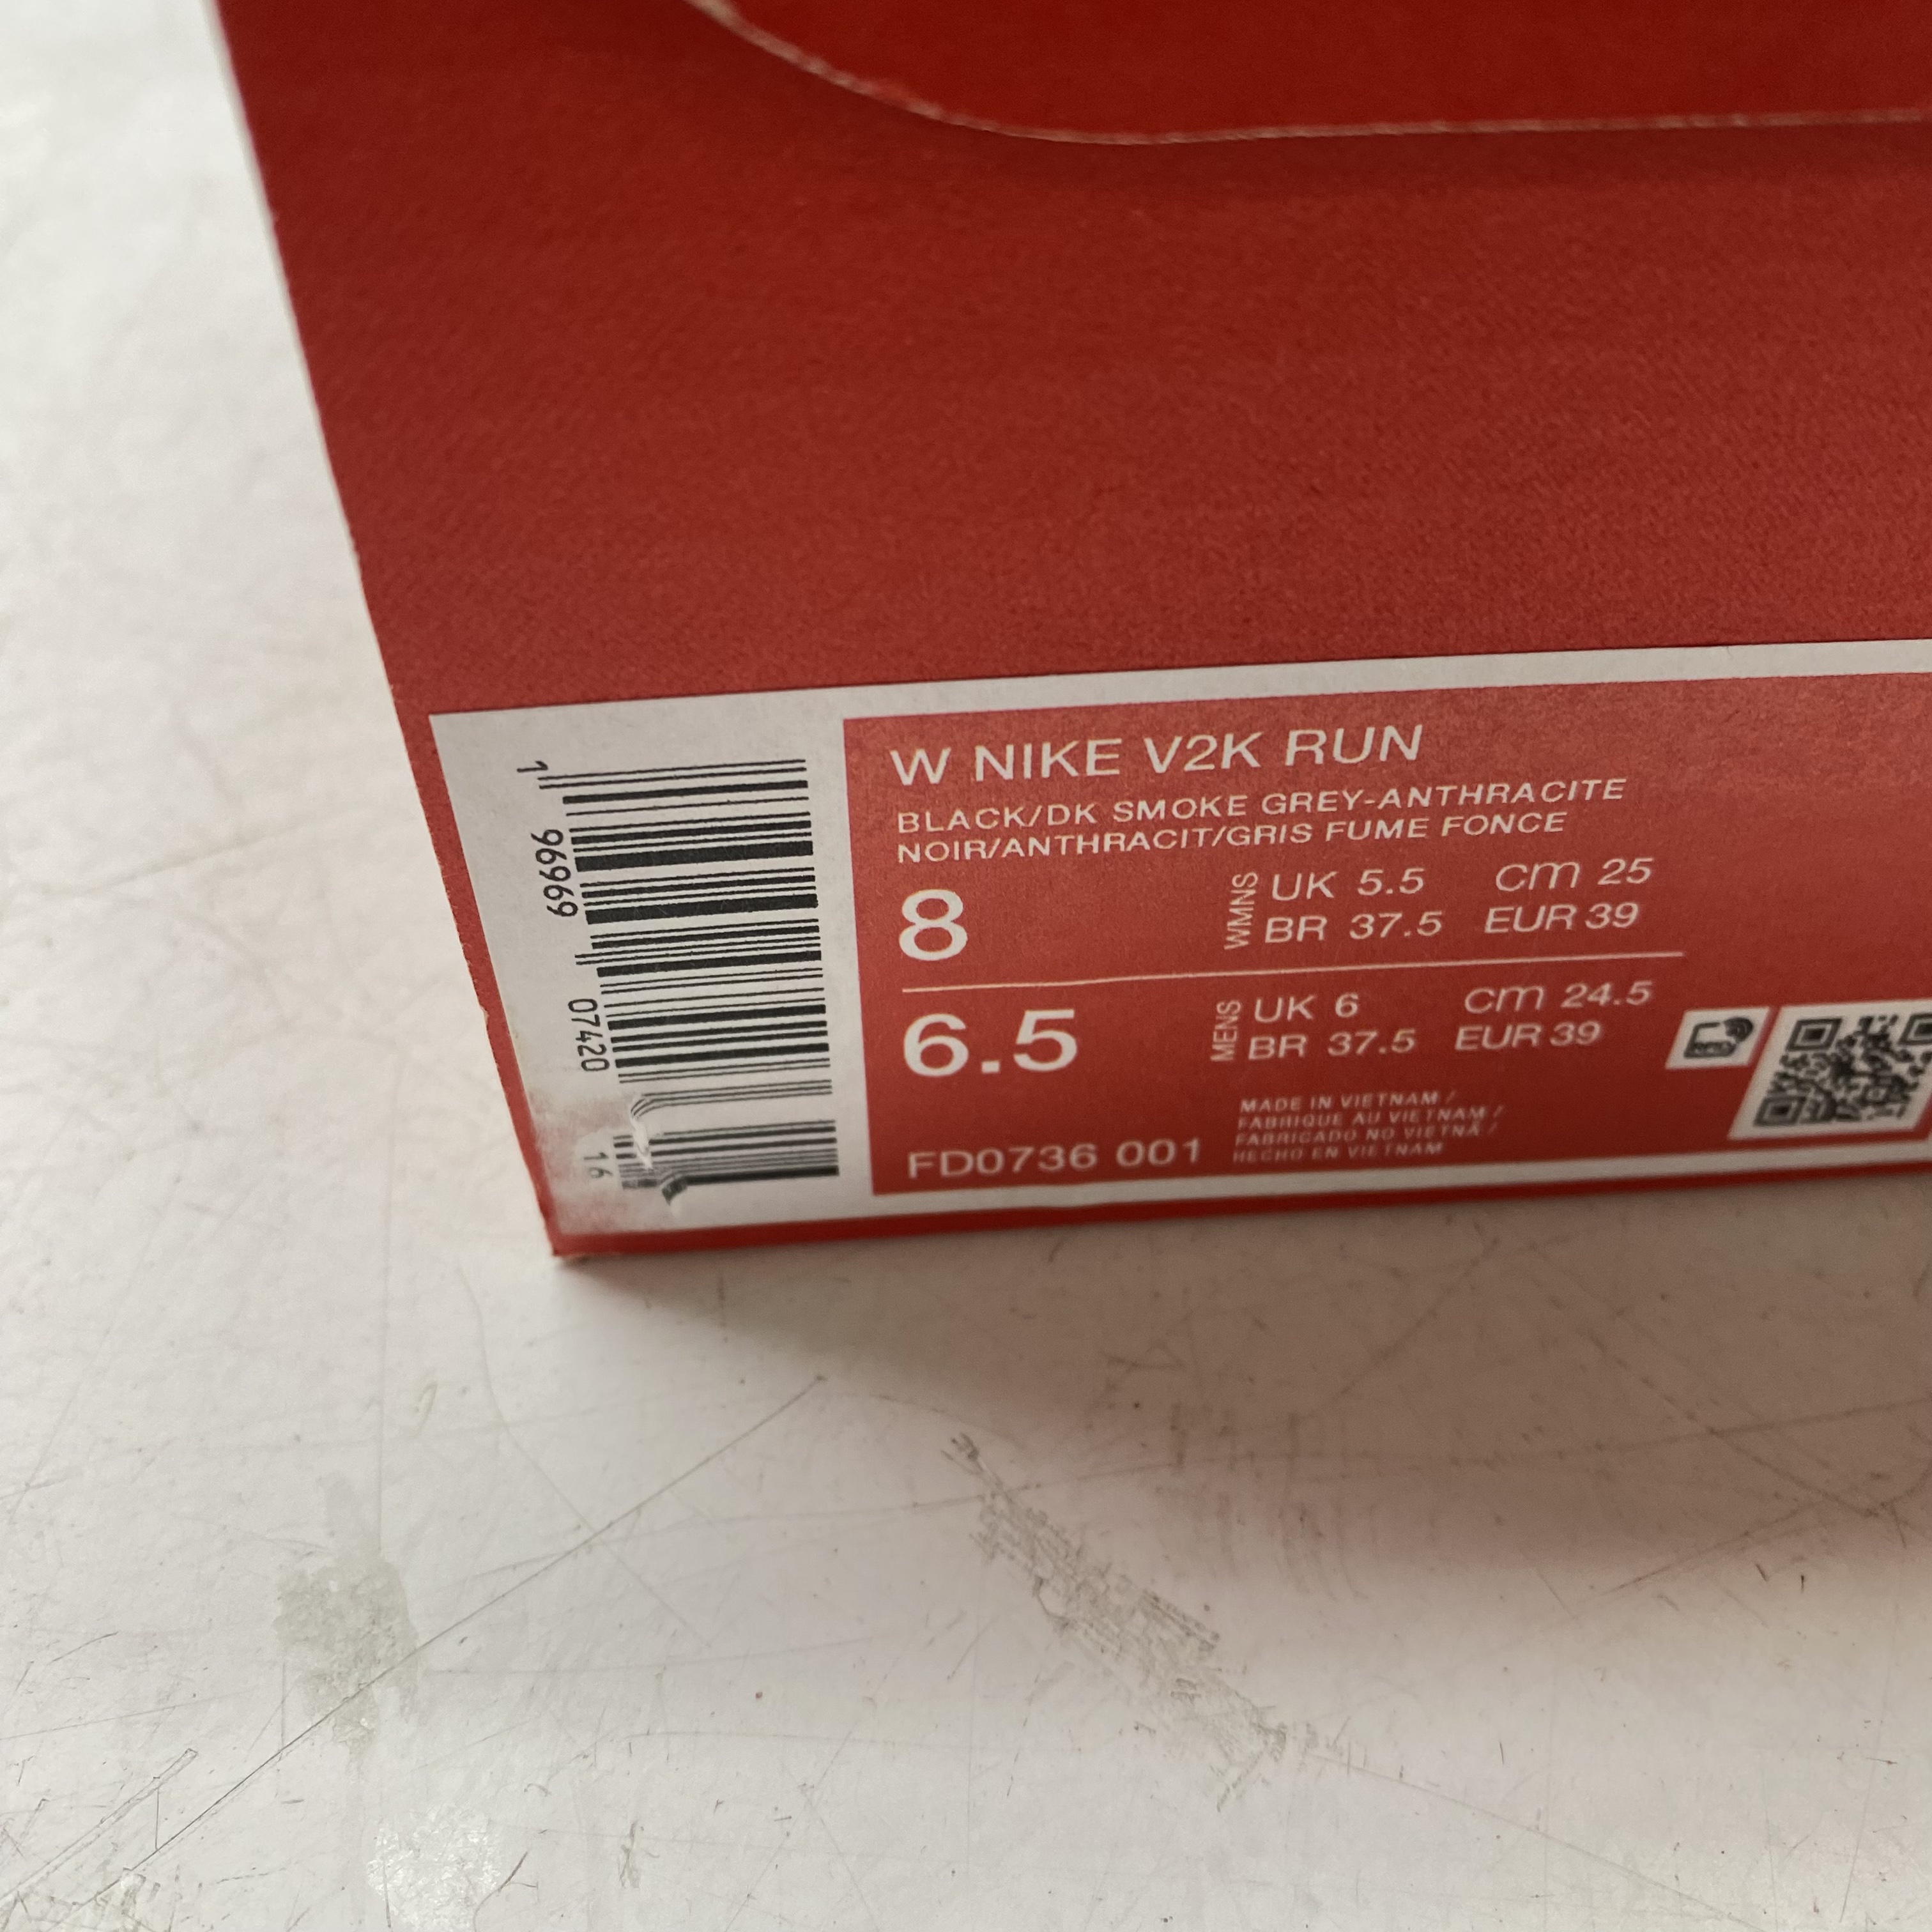 W NIKE V2K RUN
BLACK/DK SMOKE GREY-ANTHRACITE
NOIR/ANTHRACIT/GRIS FUME FONCE
8
WMNS
UK 5.5 cm 25
BR 37.5 EUR 39
6.5
MENS
UK 6 cm 24.5
BR 37.5 EUR 39
FD0736 001
MADE IN VIETNAM /
FABRIQUE AU VIETNAM /
FABRICADO NO VIETNÃ /
HECHO EN VIETNAM
1 96969 07420 16